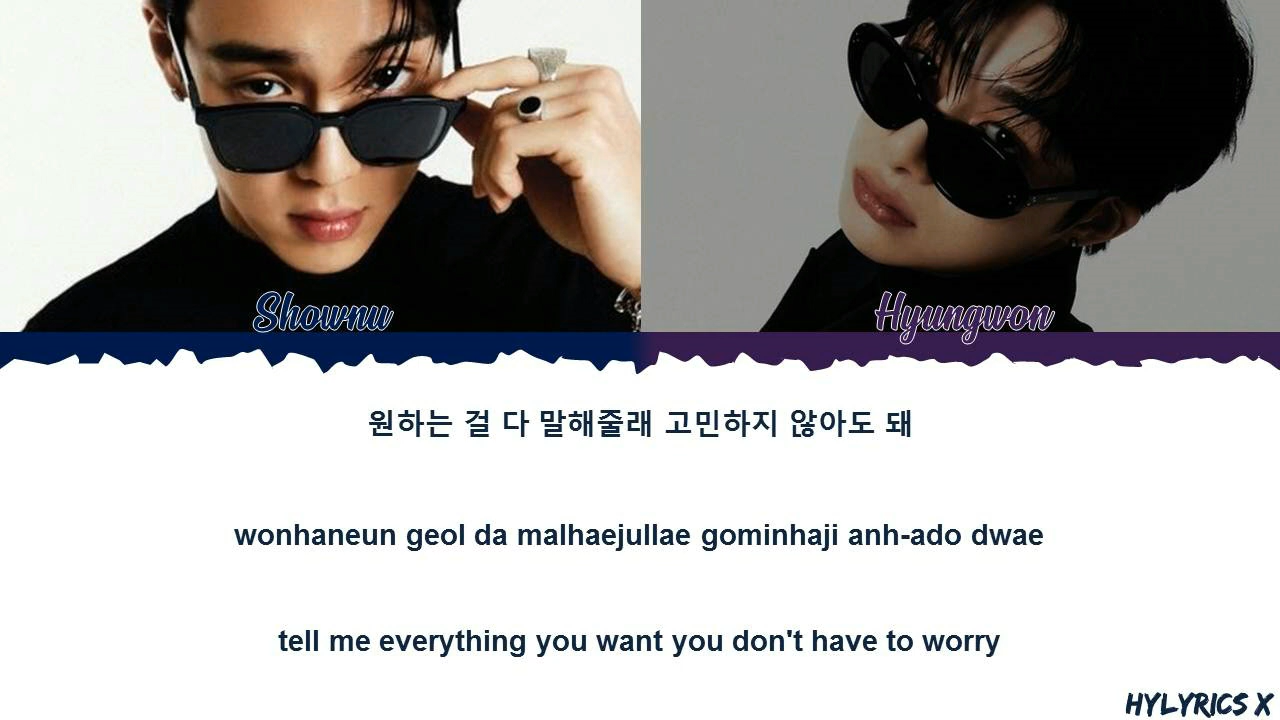 Shownu
Hyungwon
원하는 걸 다 말해줄래 고민하지 않아도 돼
wonhaneun geol da malhaejullae gominhaji anh-ado dwae
tell me everything you want you don't have to worry
HYLYRICS X